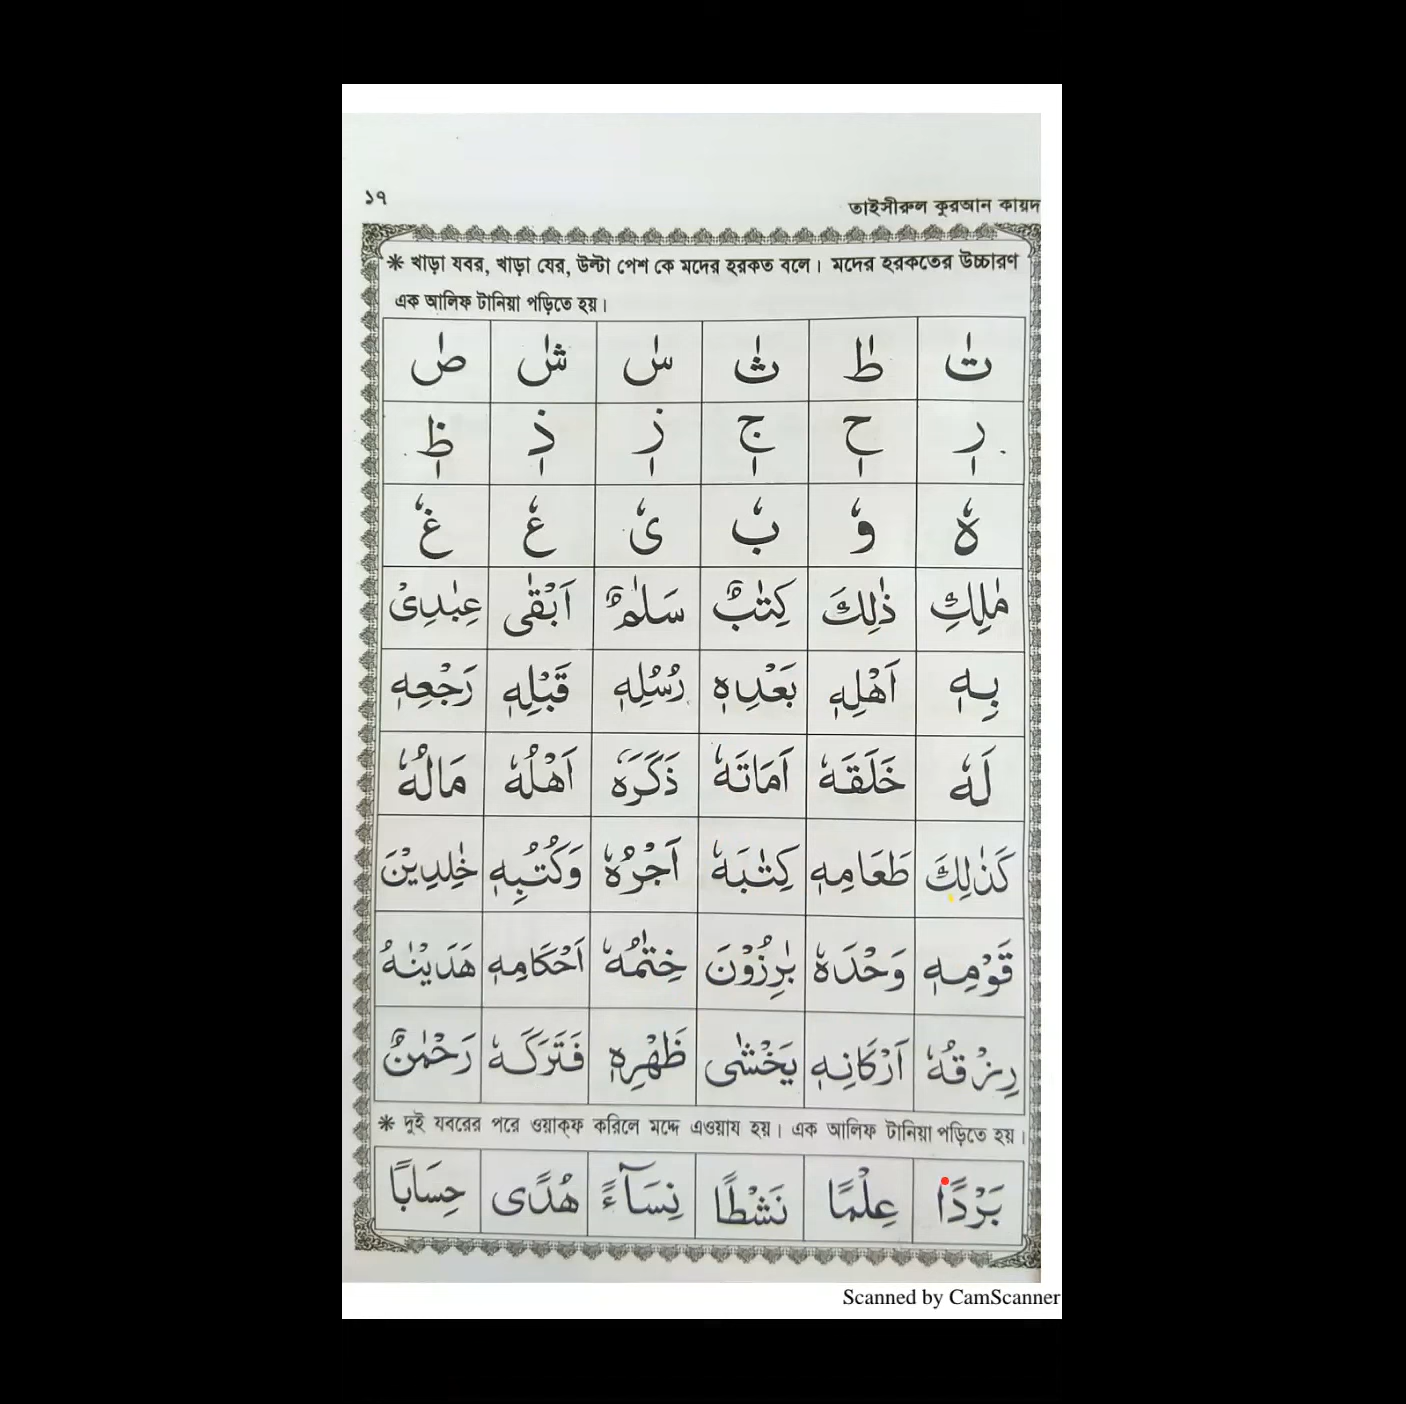 ১৭ তাইসীরুল কুরআন কায়দ
* খাড়া যবর, খাড়া যের, উল্টা পেশ কে মদের হরকত বলে। মদের হরকতের উচ্চারণ
এক আলিফ টানিয়া পড়িতে হয়।
تٰ طٰ ثٰ سٰ شٰ صٰ
رٖ حٖ جٖ زٖ ذٖ ظٖ
هٗ وٗ بٗ یٗ عٗ غٗ
مٰلِكِ ذٰلِكَ كِتٰبٌ سَلٰمٌ اَبْقٰى عِبٰدِىْ
بِهٖ اَهْلِهٖ بَعْدِهٖ رُسُلِهٖ قَبْلِهٖ رَجْعِهٖ
لَهٗ خَلَقَهٗ اَمَاتَهٗ ذَكَرَهٗ اَهْلُهٗ مَالُهٗ
كَذٰلِكَ طَعَامِهٖ كِتٰبَهٗ اَجْرُهٗ وَكُتُبِهٖ خٰلِدِيْنَ
قَوْمِهٖ وَحْدَهٗ بٰرِزُوْنَ خِتٰمُهٗ اَحْكَامِهٖ هَدَيْنٰهُ
رِزْقُهٗ اَرْكَانِهٖ يَخْشٰى ظَهْرِهٖ فَتَرَكَهٗ رَحْمٰنٌ
* দুই যবরের পরে ওয়াক্ফ করিলে মদ্দে এওয়ায হয়। এক আলিফ টানিয়া পড়িতে হয়।
بَرْدًا عِلْمًا نَشْطًا نِسَآءً هُدًى حِسَابًا
Scanned by CamScanner